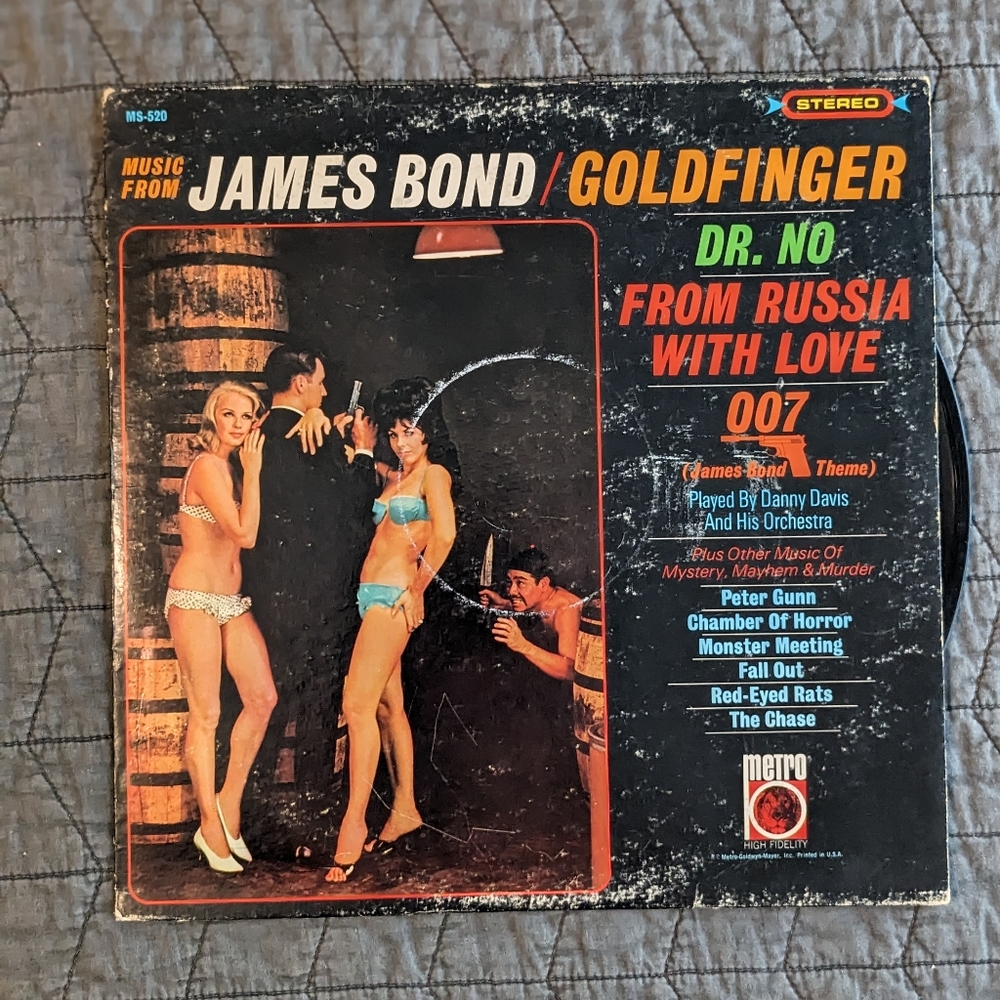 MS-520
STEREO
MUSIC
FROM
JAMES BOND/GOLDFINGER
DR. NO
FROM RUSSIA
WITH LOVE
007
(James Bond Theme)
Played By Danny Davis
And His Orchestra
Plus Other Music Of
Mystery, Mayhem & Murder
Peter Gunn
Chamber Of Horror
Monster Meeting
Fall Out
Red-Eyed Rats
The Chase
metro
HIGH FIDELITY
Metro-Goldwyn-Mayer, Inc. Printed in U.S.A.